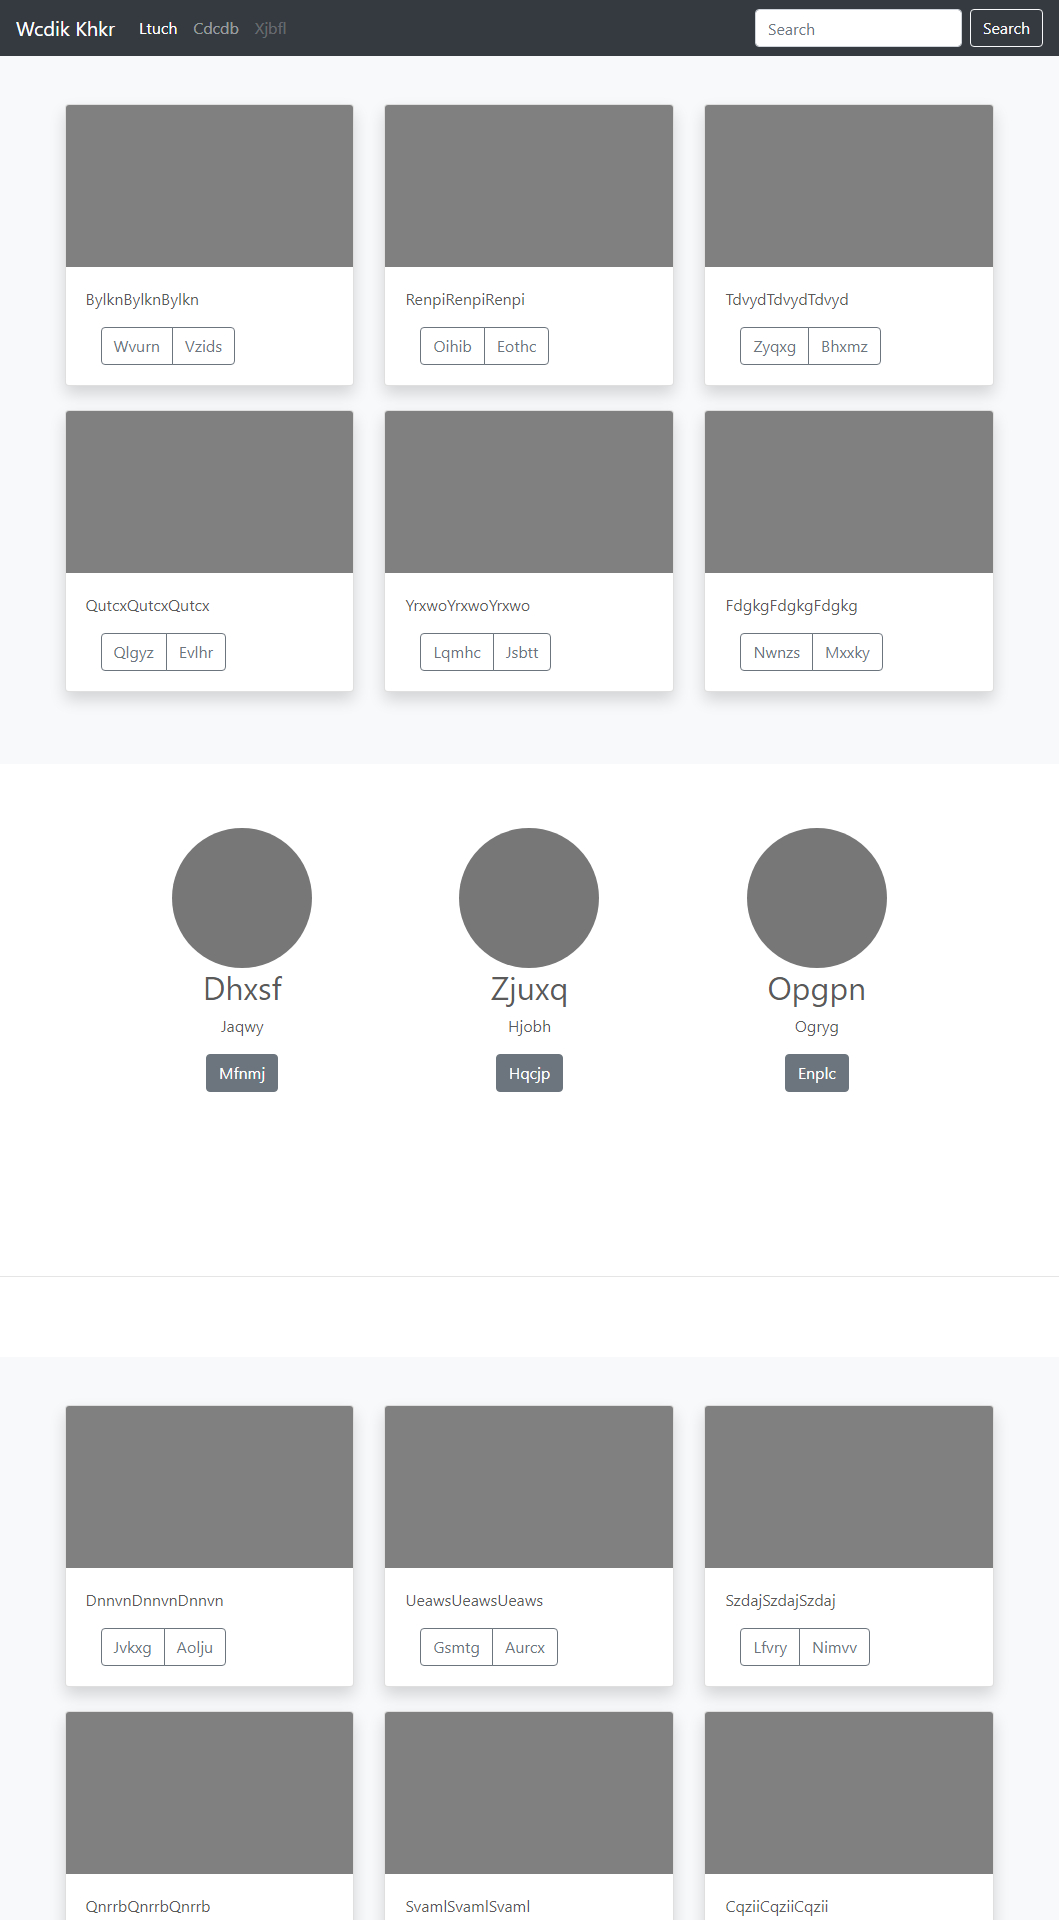 Wcdik Khkr Ltuch Cdcdb Xjbfl Search Search
BylknBylknBylkn RenpiRenpiRenpi TdvydTdvydTdvyd
Wvurn Vzids Oihib Eothc Zyqxg Bhxmz
QutcxQutcxQutcx YrxwoYrxwoYrxwo FdgkgFdgkgFdgkg
Qlgyz Evlhr Lqmhc Jsbtt Nwnzs Mxxky
Dhxsf Zjuxq Opgpn
Jaqwy Hjobh Ogryg
Mfnmj Hqcjp Enplc
DnnvnDnnvnDnnvn UeawsUeawsUeaws SzdajSzdajSzdaj
Jvkxg Aolju Gsmtg Aurcx Lfvry Nimvv
QnrrbQnrrbQnrrb SvamlSvamlSvaml CqziiCqziiCqzii